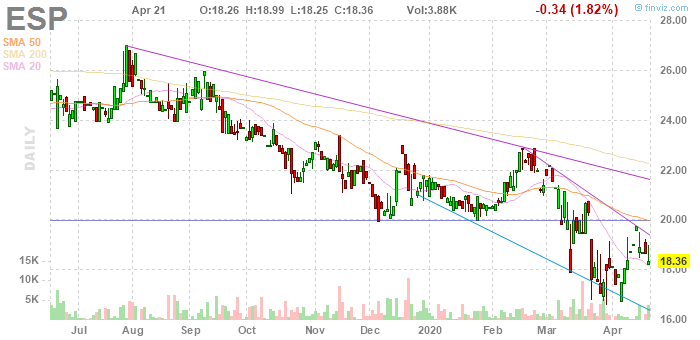 ESP
Apr 21 O:18.26 H:18.99 L:18.25 C:18.36 Vol:3.88K -0.34 (1.82%)
© finviz.com
SMA 50
SMA 200
SMA 20
DAILY
26.00
24.00
22.00
20.00
18.36
18.00
16.00
15K
10K
5K
Jul Aug Sep Oct Nov Dec 2020 Feb Mar Apr